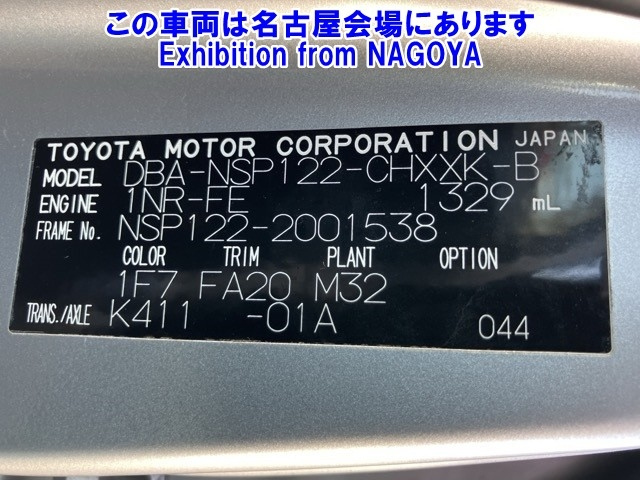 この車両は名古屋会場にあります
Exhibition from NAGOYA
TOYOTA MOTOR CORPORATION JAPAN
MODEL DBA-NSP122-CHXXK-B
ENGINE 1NR-FE 1329 mL
FRAME No. NSP122-2001538
COLOR TRIM PLANT OPTION
1F7 FA20 M32
TRANS./AXLE K411 -01A 044